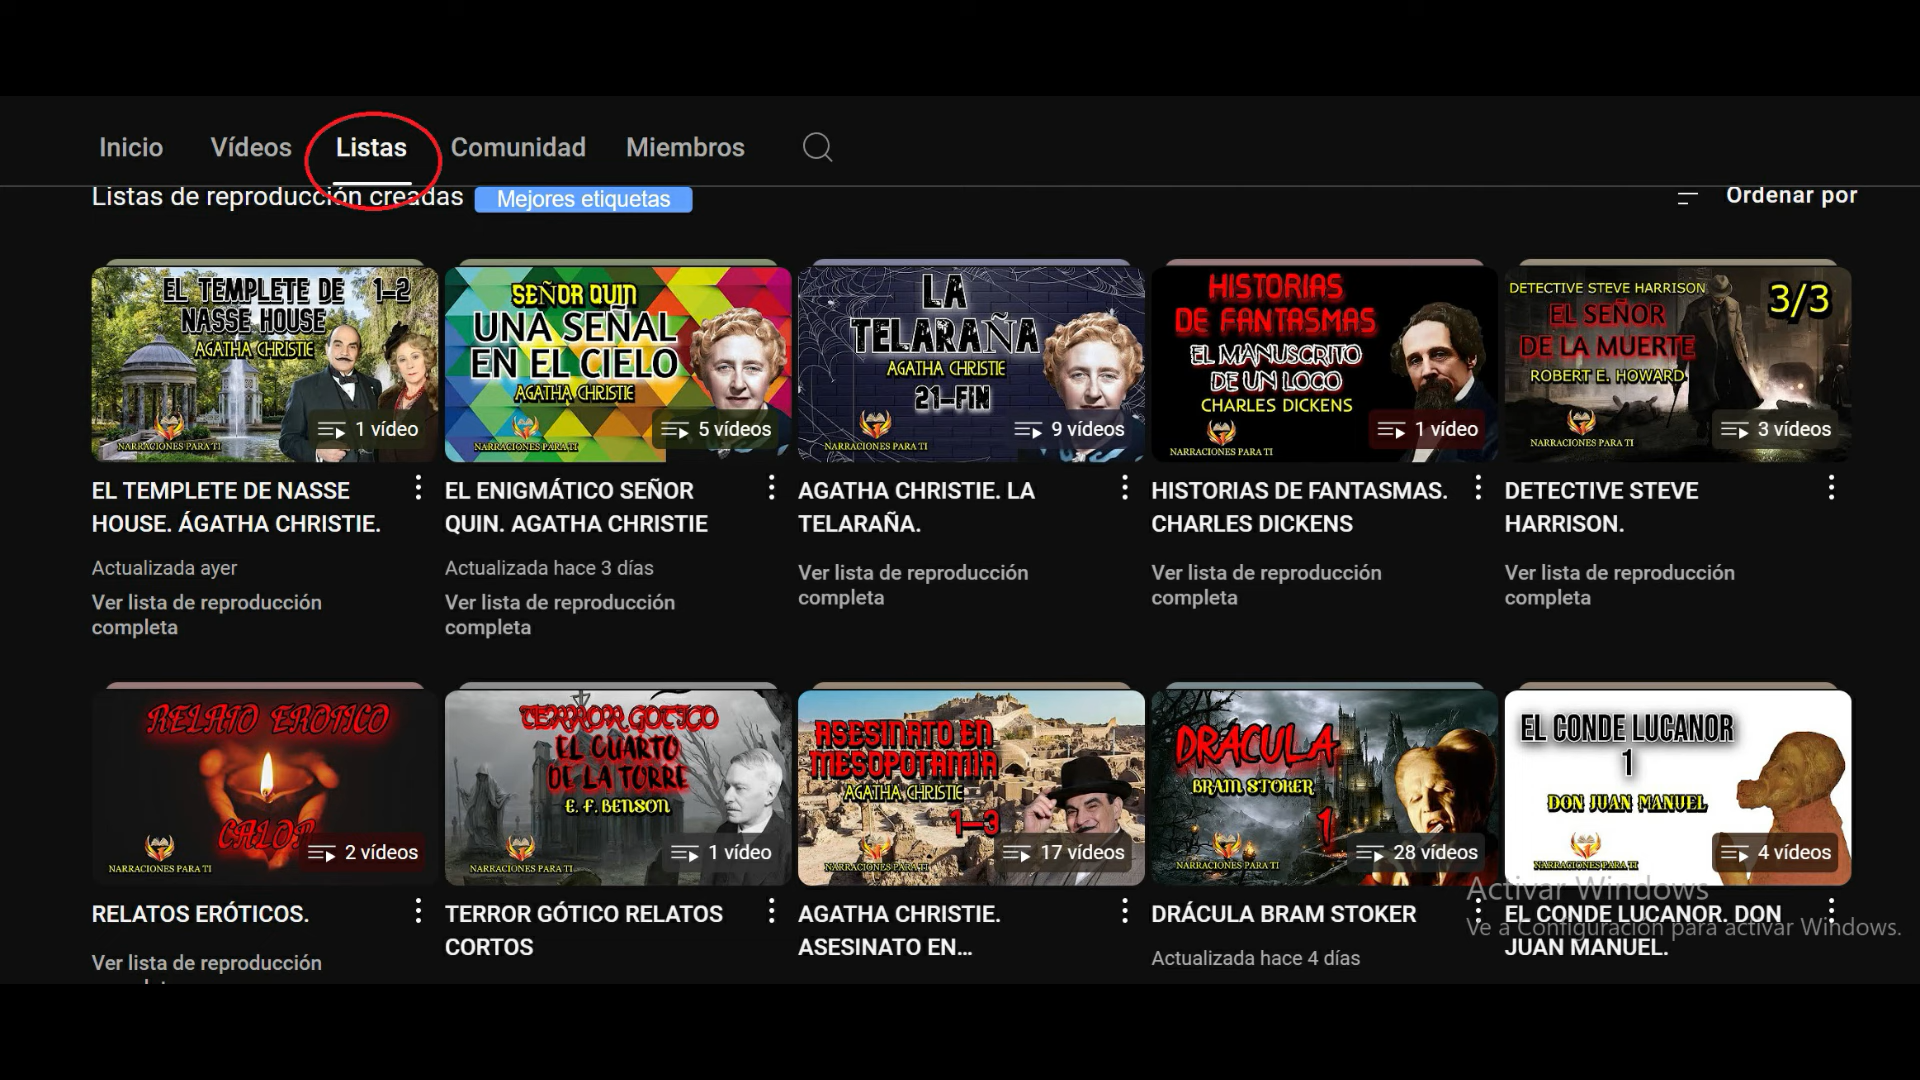 Inicio Vídeos Listas Comunidad Miembros
Listas de reproducción creadas Mejores etiquetas Ordenar por
EL TEMPLETE DE 1-2
NASSE HOUSE
AGATHA CHRISTIE
NARRACIONES PARA TI
1 vídeo
SEÑOR QUIN
UNA SEÑAL
EN EL CIELO
AGATHA CHRISTIE
NARRACIONES PARA TI
5 vídeos
LA
TELARAÑA
AGATHA CHRISTIE
21-FIN
NARRACIONES PARA TI
9 vídeos
HISTORIAS
DE FANTASMAS
EL MANUSCRITO
DE UN LOCO
CHARLES DICKENS
NARRACIONES PARA TI
1 vídeo
DETECTIVE STEVE HARRISON
3/3
EL SEÑOR
DE LA MUERTE
ROBERT E. HOWARD
NARRACIONES PARA TI
3 vídeos
EL TEMPLETE DE NASSE
HOUSE. ÁGATHA CHRISTIE.
Actualizada ayer
Ver lista de reproducción
completa
EL ENIGMÁTICO SEÑOR
QUIN. AGATHA CHRISTIE
Actualizada hace 3 días
Ver lista de reproducción
completa
AGATHA CHRISTIE. LA
TELARAÑA.
Ver lista de reproducción
completa
HISTORIAS DE FANTASMAS.
CHARLES DICKENS
Ver lista de reproducción
completa
DETECTIVE STEVE
HARRISON.
Ver lista de reproducción
completa
RELATO EROTICO
CALOR
NARRACIONES PARA TI
2 vídeos
TERROR GOTICO
EL CUARTO
DE LA TORRE
E. F. BENSON
NARRACIONES PARA TI
1 vídeo
ASESINATO EN
MESOPOTAMIA
AGATHA CHRISTIE
1-3
NARRACIONES PARA TI
17 vídeos
DRÁCULA
BRAM STOKER
1
NARRACIONES PARA TI
28 vídeos
EL CONDE LUCANOR
1
DON JUAN MANUEL
NARRACIONES PARA TI
4 vídeos
RELATOS ERÓTICOS.
Ver lista de reproducción
TERROR GÓTICO RELATOS
CORTOS
AGATHA CHRISTIE.
ASESINATO EN...
DRÁCULA BRAM STOKER
Actualizada hace 4 días
EL CONDE LUCANOR. DON
JUAN MANUEL.
Activar Windows
Ve a Configuración para activar Windows.